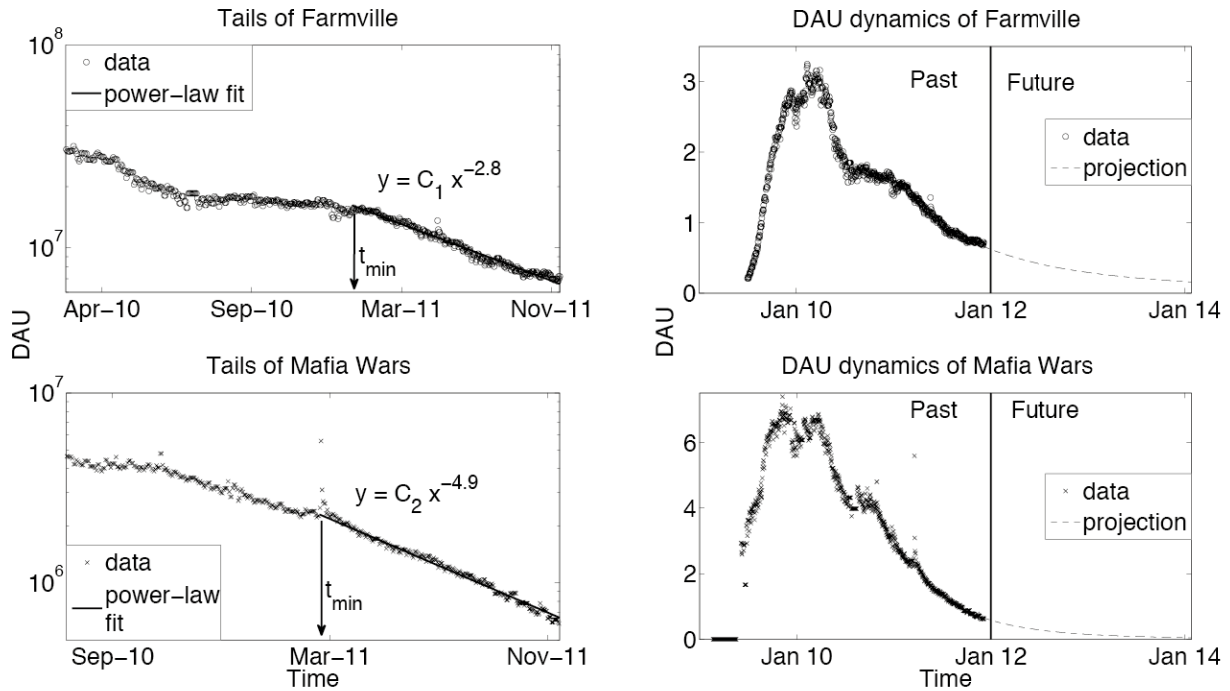 Tails of Farmville
10^8
data
power-law fit
y = C_1 x^{-2.8}
10^7
t_min
Apr-10 Sep-10 Mar-11 Nov-11
DAU
Tails of Mafia Wars
10^7
y = C_2 x^{-4.9}
data
power-law
fit
10^6
t_min
Sep-10 Mar-11 Nov-11
Time
DAU dynamics of Farmville
Past Future
3
data
projection
2
1
0
Jan 10 Jan 12 Jan 14
DAU
DAU dynamics of Mafia Wars
Past Future
6
data
projection
4
2
0
Jan 10 Jan 12 Jan 14
Time